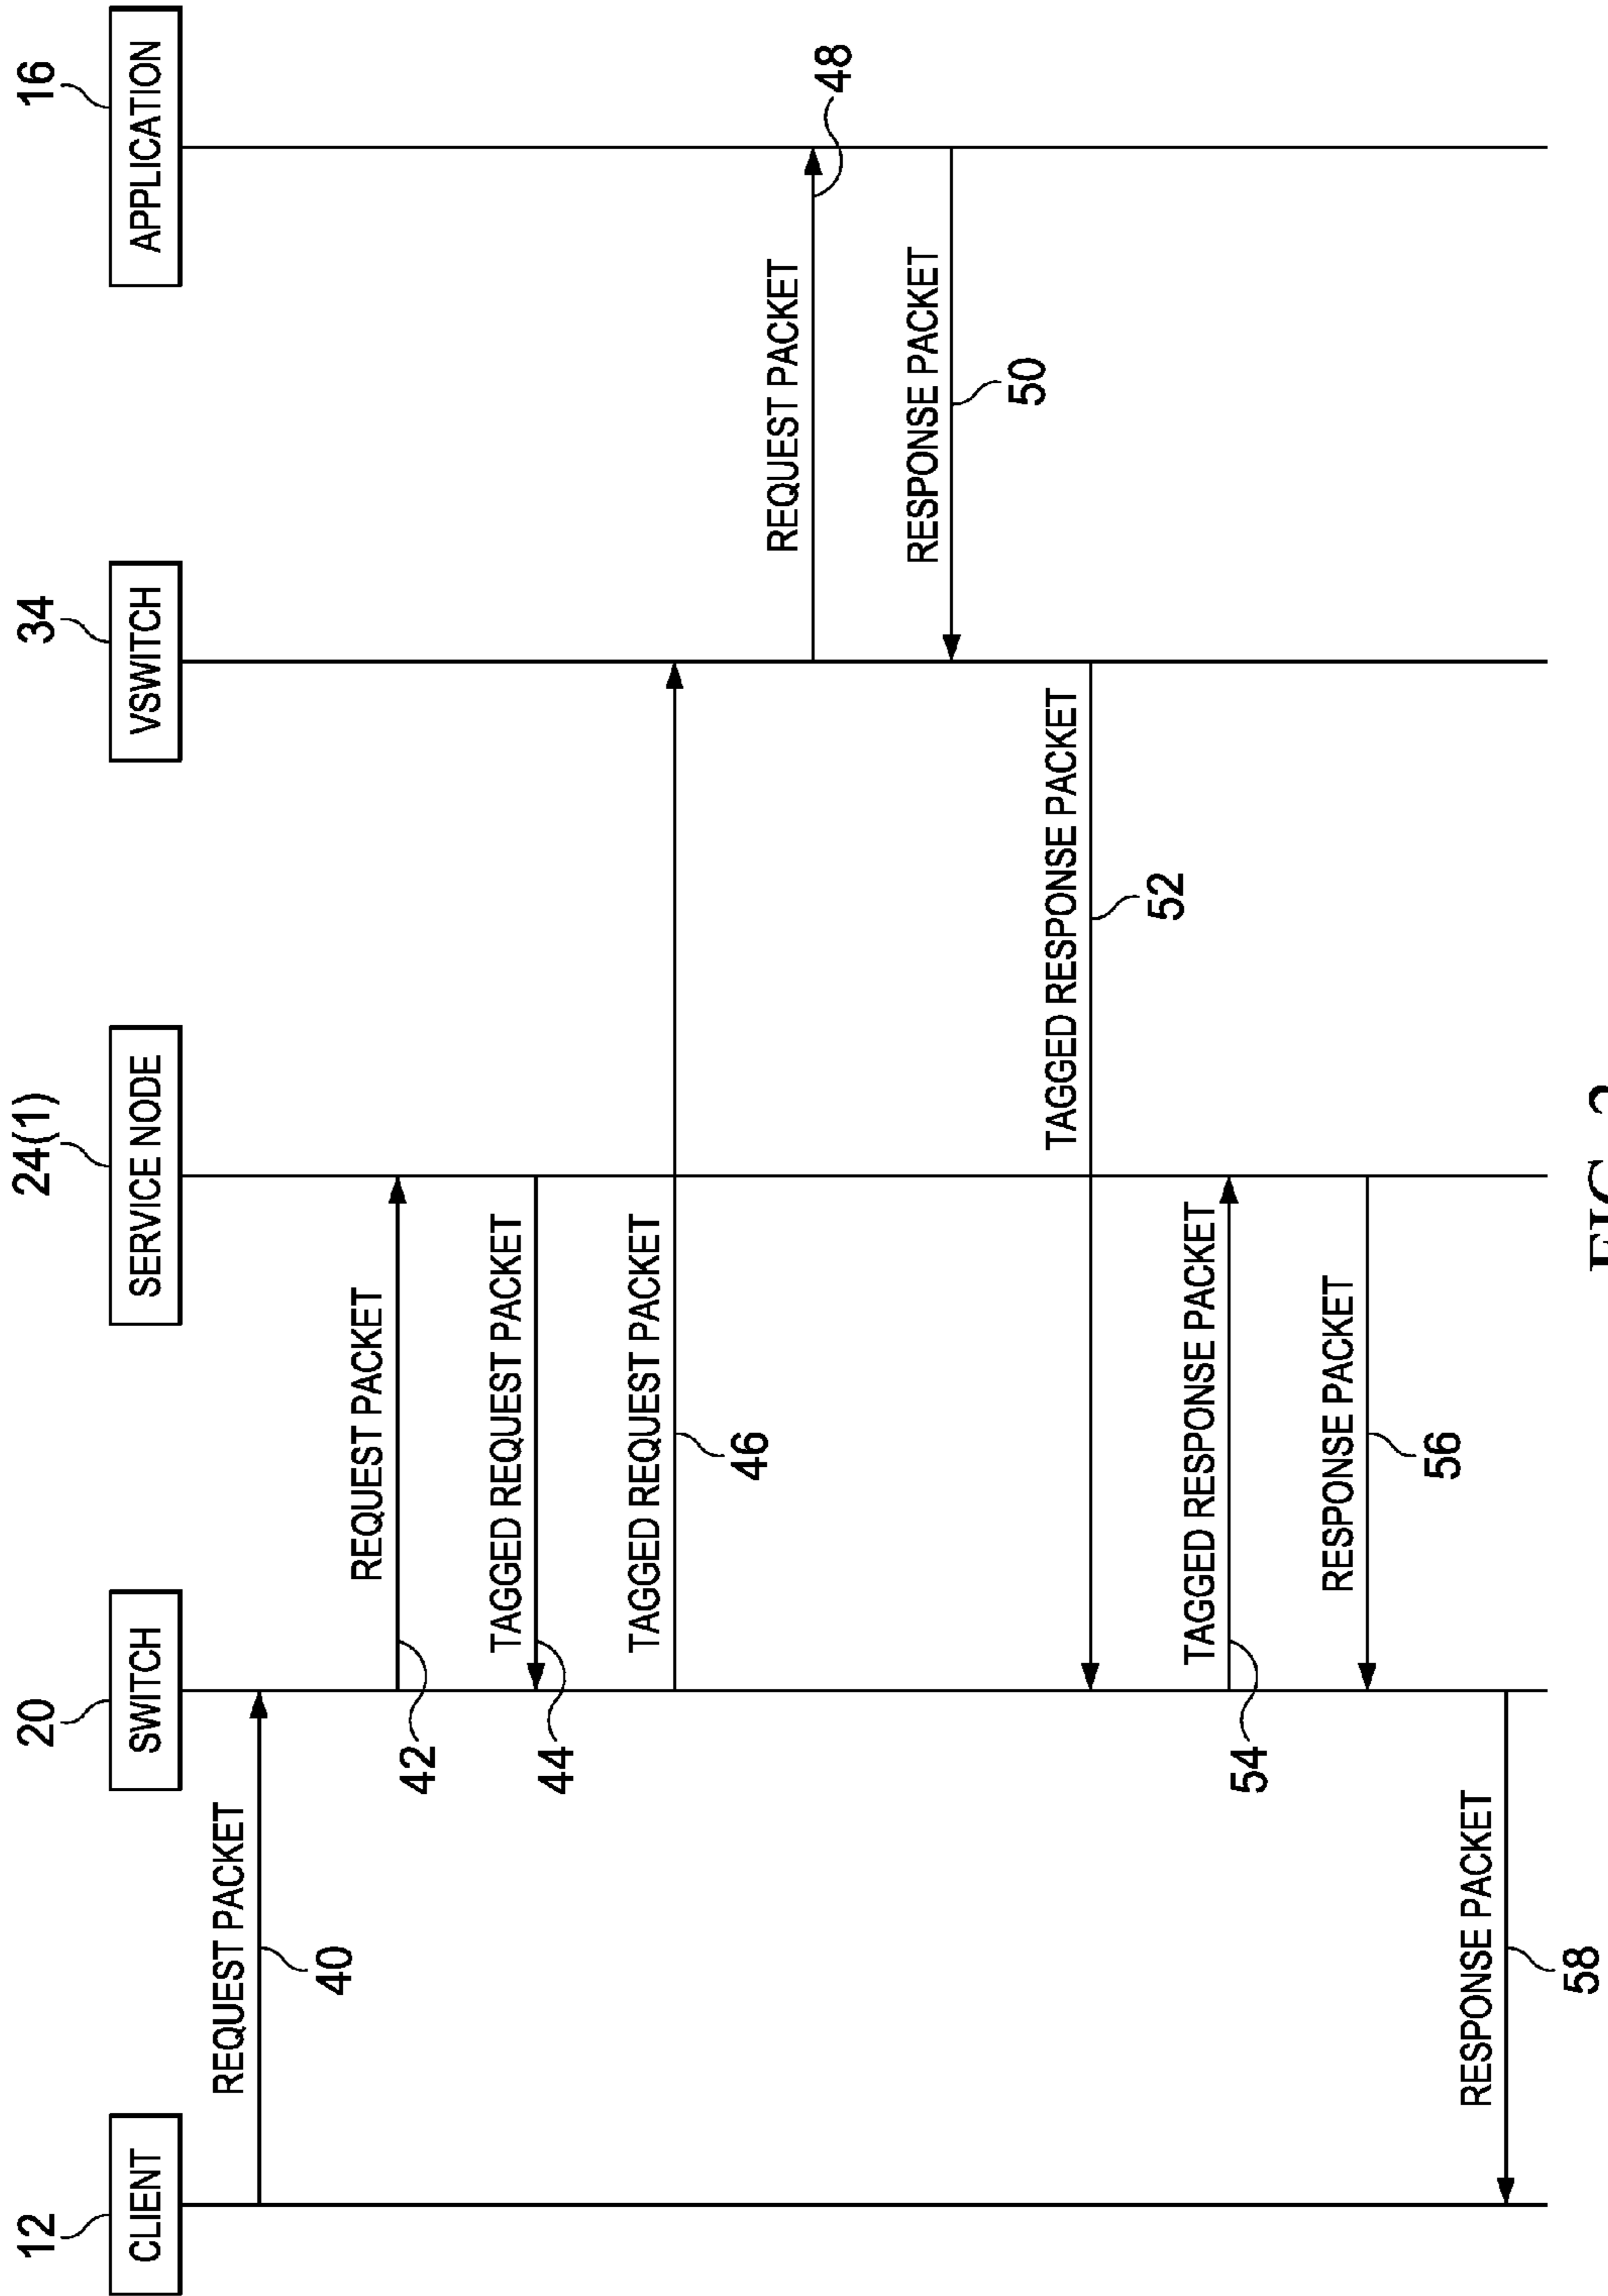 12
20
24(1)
34
16
CLIENT
SWITCH
SERVICE NODE
VSWITCH
APPLICATION
REQUEST PACKET
40
REQUEST PACKET
42
TAGGED REQUEST PACKET
44
TAGGED REQUEST PACKET
46
REQUEST PACKET
48
RESPONSE PACKET
50
TAGGED RESPONSE PACKET
52
TAGGED RESPONSE PACKET
54
RESPONSE PACKET
56
RESPONSE PACKET
58